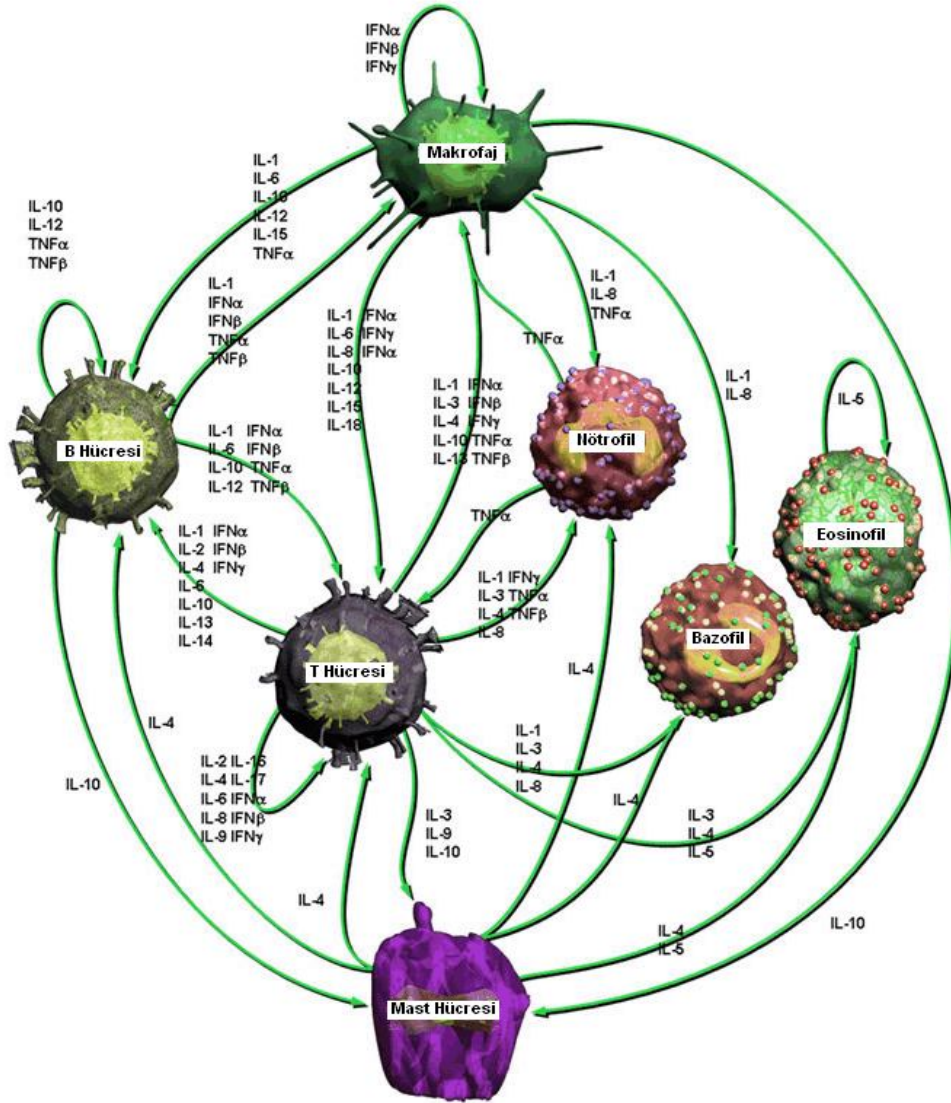 IFNα
IFNβ
IFNγ
Makrofaj
IL-1
IL-6
IL-10
IL-12
IL-15
TNFα
IL-10
IL-12
TNFα
TNFβ
IL-1
IFNα
IFNβ
TNFα
TNFβ
IL-1 IFNα
IL-6 IFNγ
IL-8 IFNα
IL-10
IL-12
IL-15
IL-18
IL-1
IL-8
TNFα
TNFα
IL-1 IFNα
IL-3 IFNβ
IL-4 IFNγ
IL-10 TNFα
IL-13 TNFβ
IL-1
IL-8
IL-5
B Hücresi
Nötrofil
IL-1 IFNα
IL-6 IFNβ
IL-10 TNFα
IL-12 TNFβ
TNFα
Eosinofil
IL-1 IFNα
IL-2 IFNβ
IL-4 IFNγ
IL-6
IL-10
IL-13
IL-14
IL-1 IFNγ
IL-3 TNFα
IL-4 TNFβ
IL-8
Bazofil
T Hücresi
IL-4
IL-4
IL-10
IL-2 IL-16
IL-4 IL-17
IL-6 IFNα
IL-8 IFNβ
IL-9 IFNγ
IL-1
IL-3
IL-4
IL-8
IL-4
IL-3
IL-9
IL-10
IL-3
IL-4
IL-5
IL-4
IL-4
IL-5
IL-10
Mast Hücresi